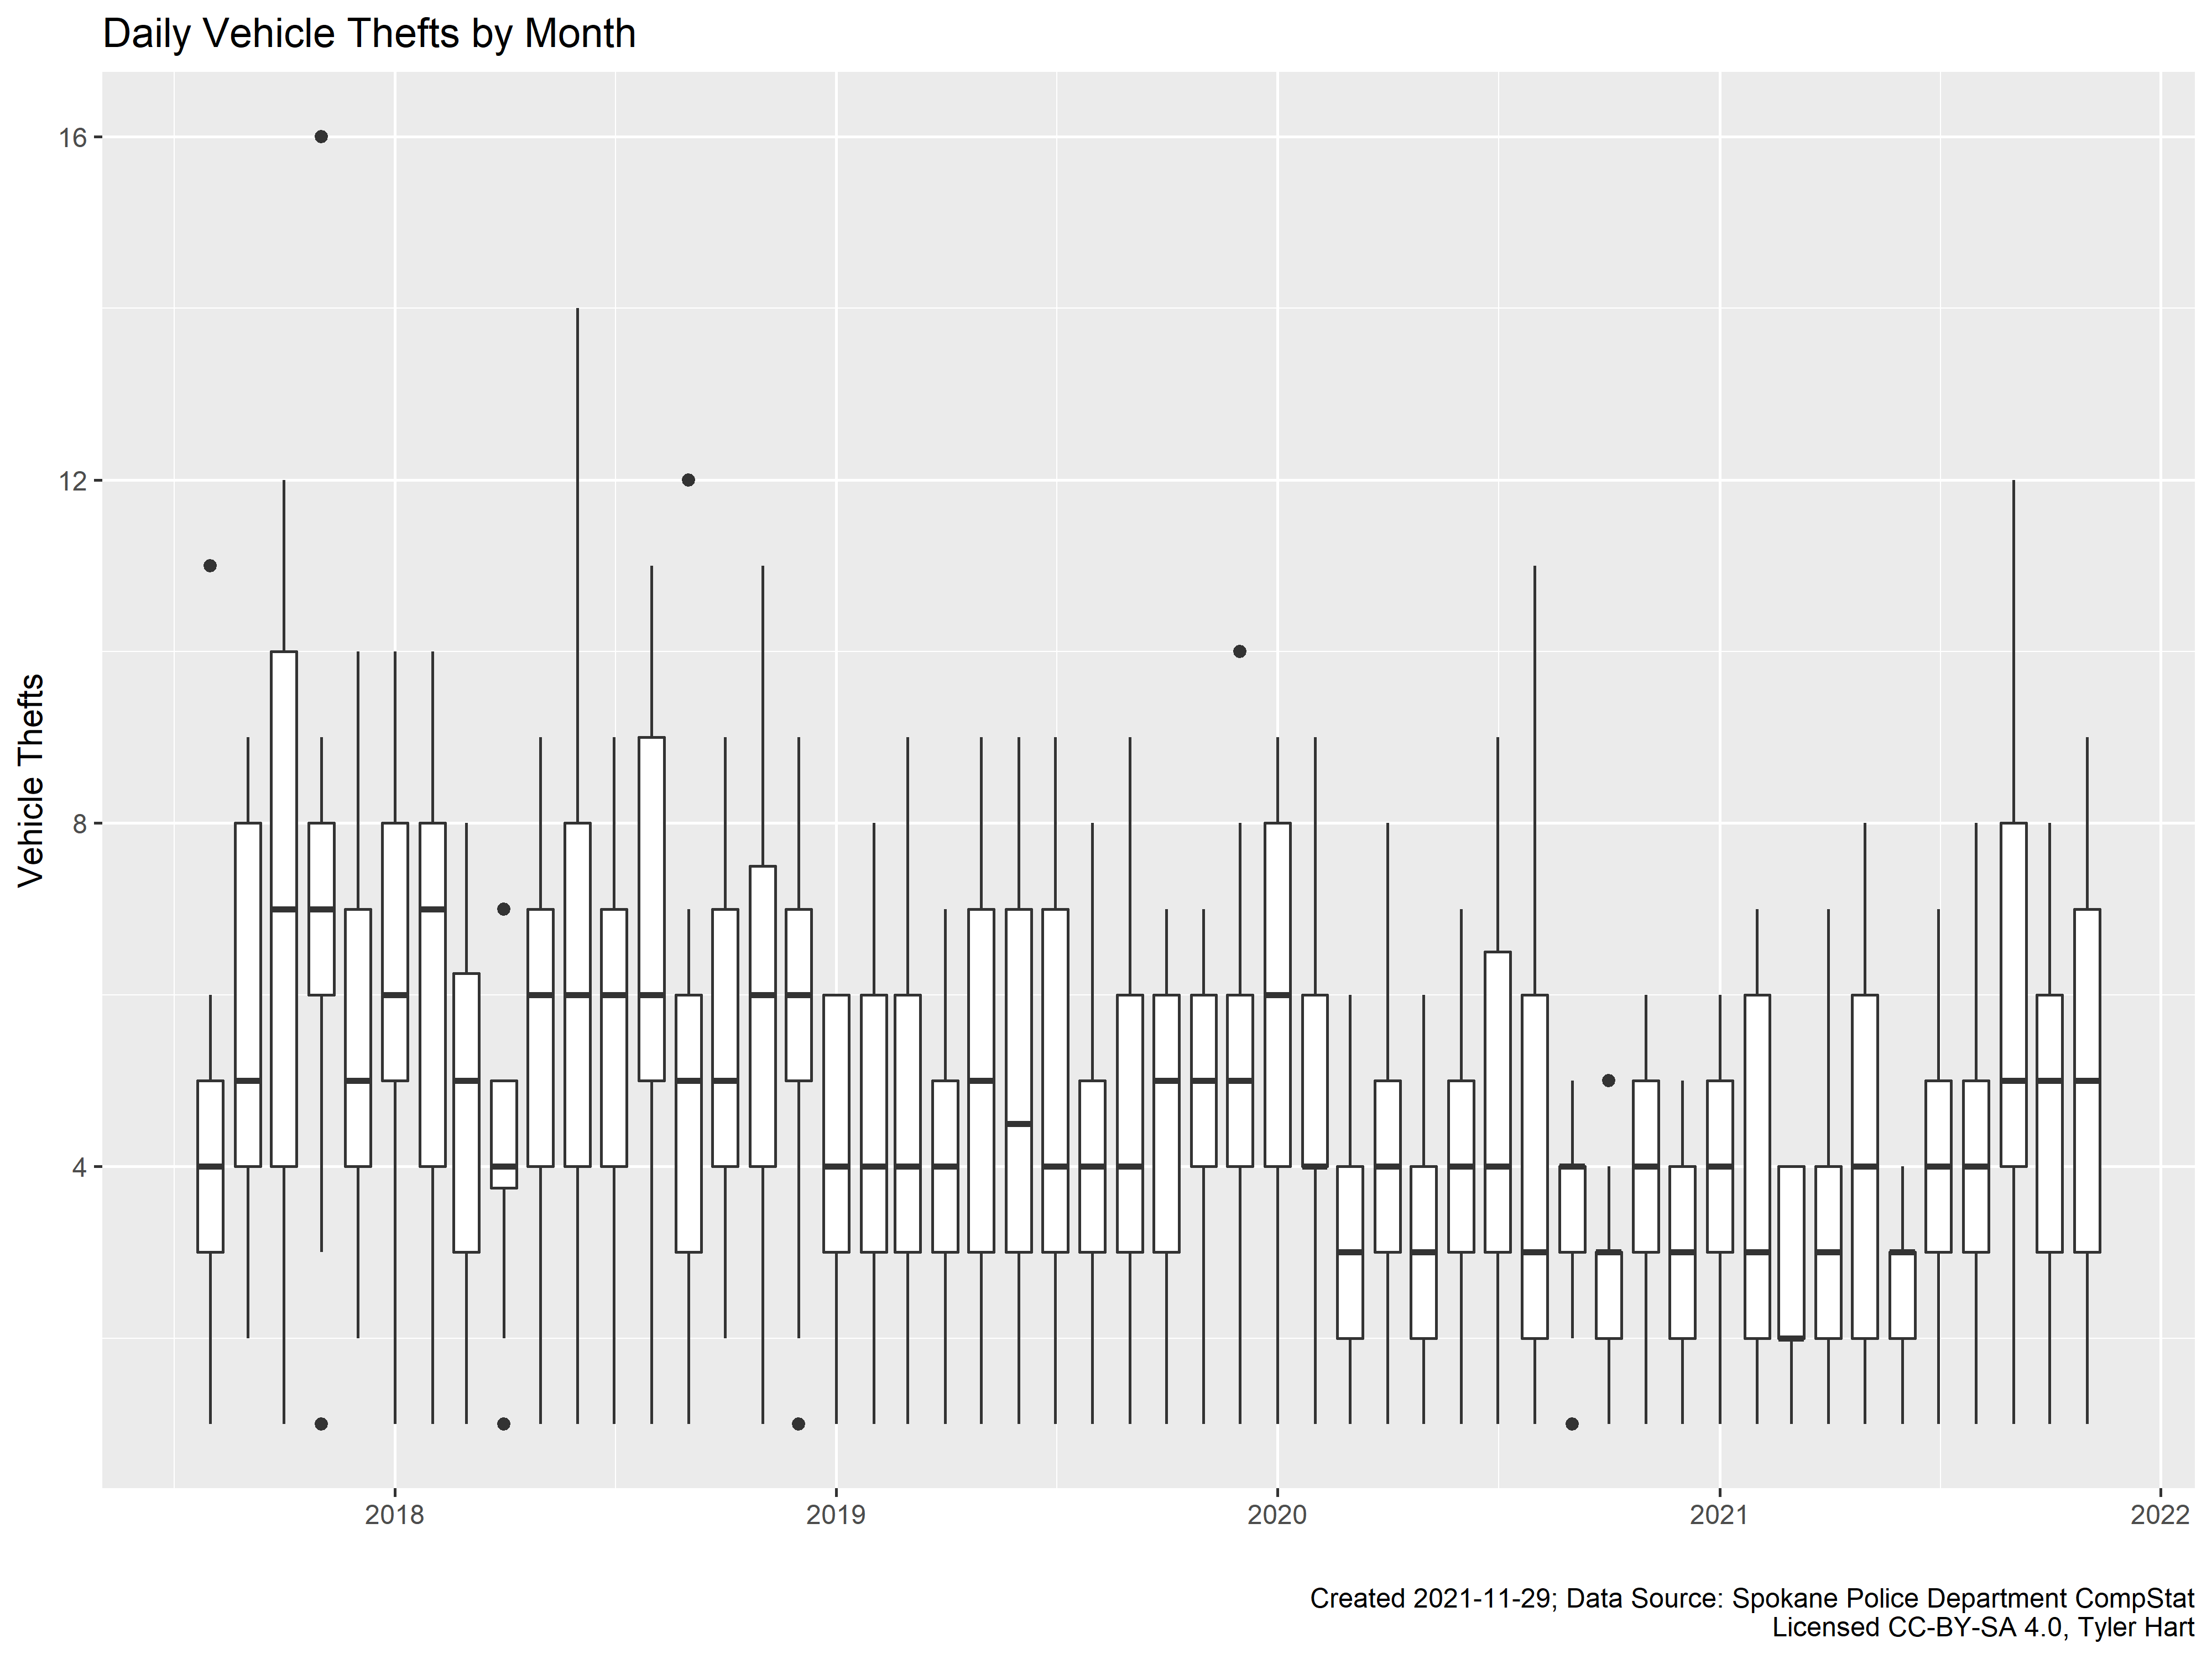 Daily Vehicle Thefts by Month
16
12
8
4
Vehicle Thefts
2018
2019
2020
2021
2022
Created 2021-11-29; Data Source: Spokane Police Department CompStat
Licensed CC-BY-SA 4.0, Tyler Hart